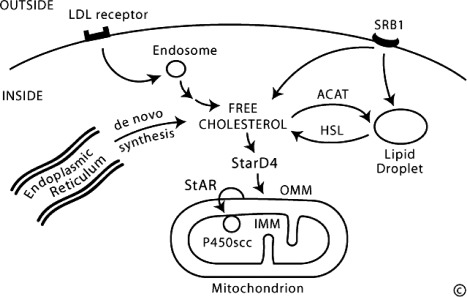 OUTSIDE
LDL receptor
SRB1
Endosome
INSIDE
ACAT
FREE
CHOLESTEROL
HSL
Lipid
Droplet
de novo
synthesis
Endoplasmic
Reticulum
StarD4
StAR
OMM
IMM
P450scc
Mitochondrion
©